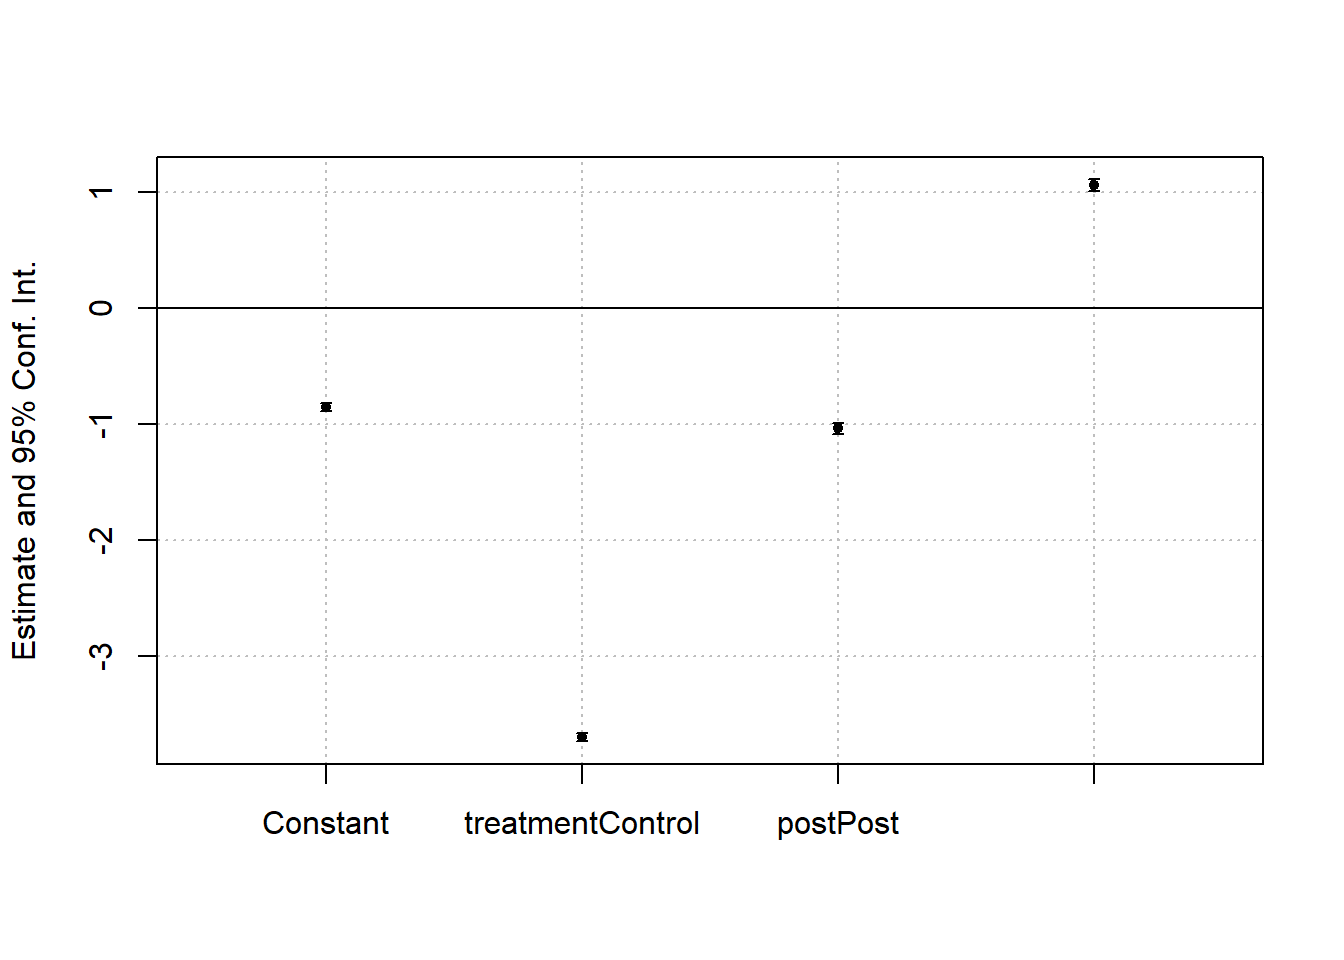 Estimate and 95% Conf. Int.
1
0
-1
-2
-3
Constant treatmentControl postPost